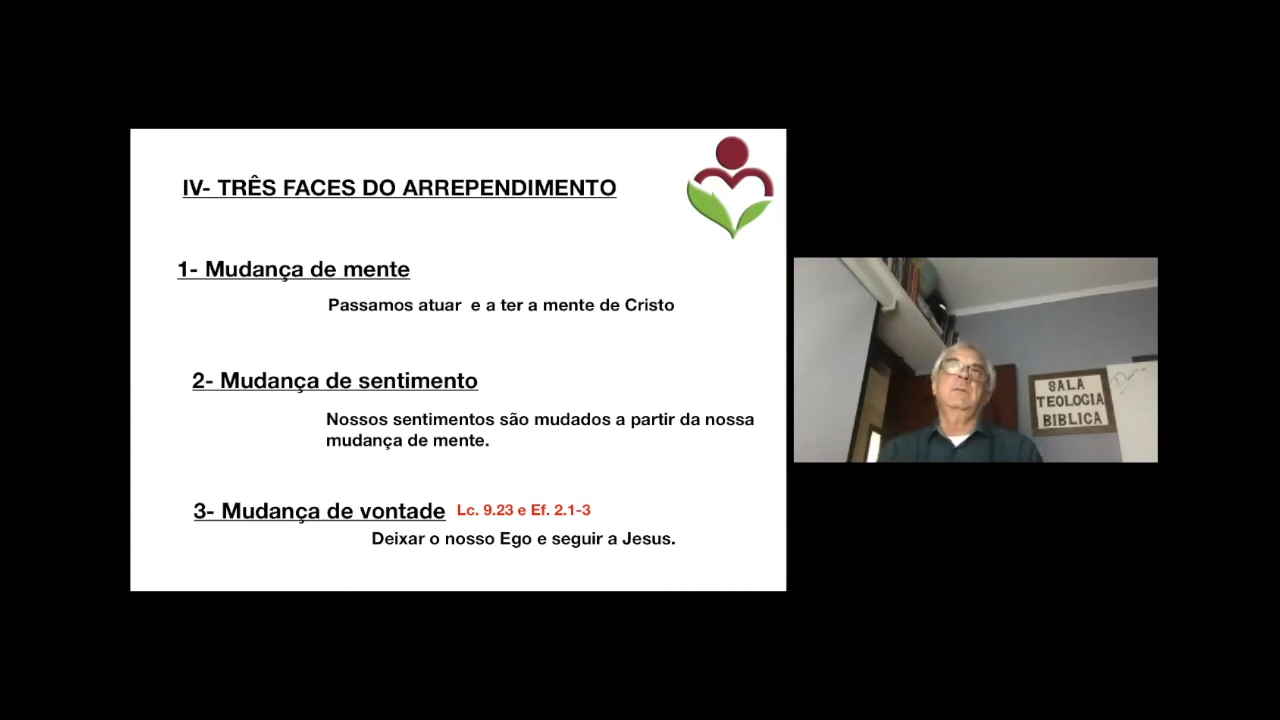 IV- TRÊS FACES DO ARREPENDIMENTO
1- Mudança de mente
Passamos atuar e a ter a mente de Cristo
2- Mudança de sentimento
Nossos sentimentos são mudados a partir da nossa
mudança de mente.
3- Mudança de vontade Lc. 9.23 e Ef. 2.1-3
Deixar o nosso Ego e seguir a Jesus.
SALA
TEOLOGIA
BIBLICA